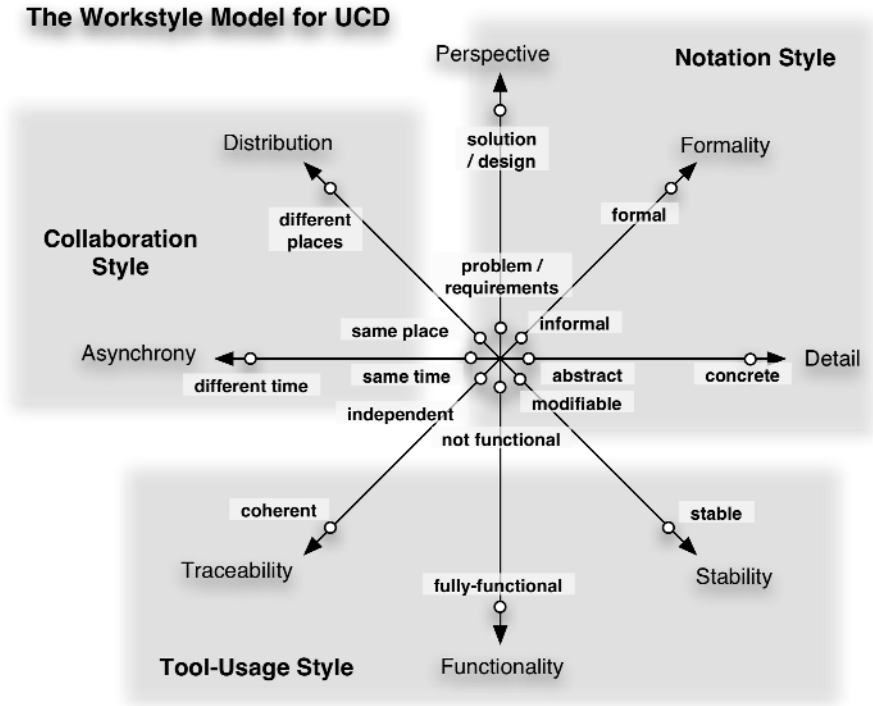 The Workstyle Model for UCD
Perspective
Notation Style
solution
/ design
Distribution
Formality
different
places
formal
Collaboration
Style
problem /
requirements
same place
informal
Asynchrony
Detail
different time
same time
abstract
concrete
independent
modifiable
not functional
coherent
stable
Traceability
fully-functional
Stability
Tool-Usage Style
Functionality